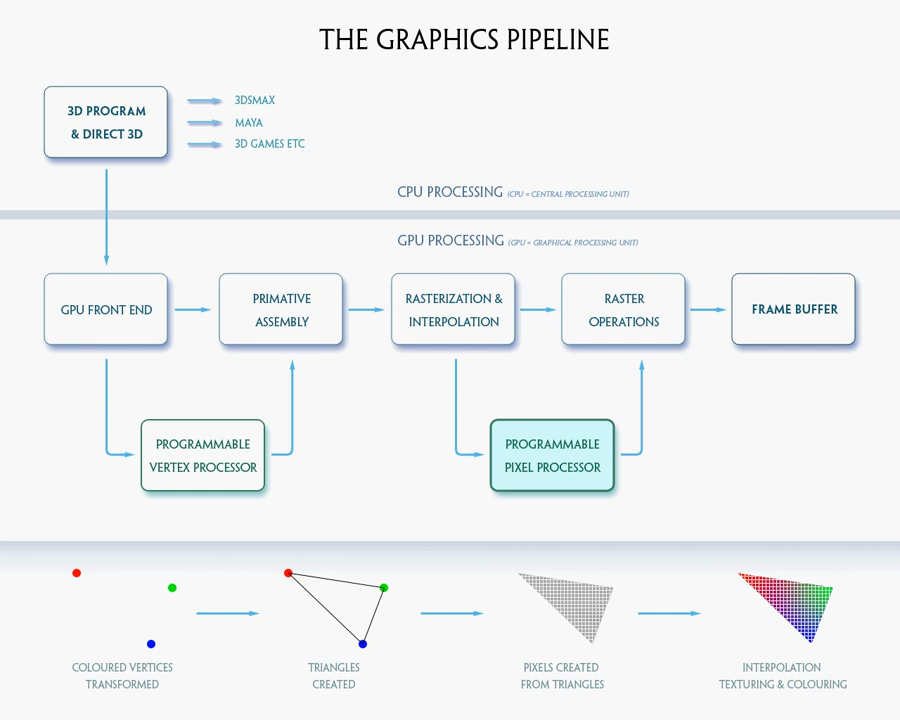 THE GRAPHICS PIPELINE
3D PROGRAM
& DIRECT 3D
3DSMAX
MAYA
3D GAMES ETC
CPU PROCESSING (CPU = CENTRAL PROCESSING UNIT)
GPU PROCESSING (GPU = GRAPHICAL PROCESSING UNIT)
GPU FRONT END
PRIMATIVE
ASSEMBLY
RASTERIZATION &
INTERPOLATION
RASTER
OPERATIONS
FRAME BUFFER
PROGRAMMABLE
VERTEX PROCESSOR
PROGRAMMABLE
PIXEL PROCESSOR
COLOURED VERTICES
TRANSFORMED
TRIANGLES
CREATED
PIXELS CREATED
FROM TRIANGLES
INTERPOLATION
TEXTURING & COLOURING